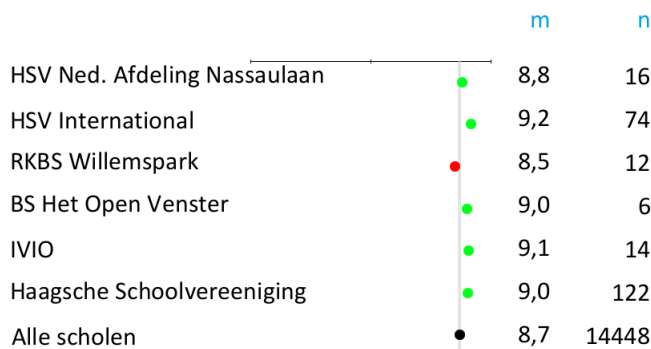 m n
HSV Ned. Afdeling Nassaulaan 8,8 16
HSV International 9,2 74
RKBS Willemspark 8,5 12
BS Het Open Venster 9,0 6
IVIO 9,1 14
Haagsche Schoolvereeniging 9,0 122
Alle scholen 8,7 14448